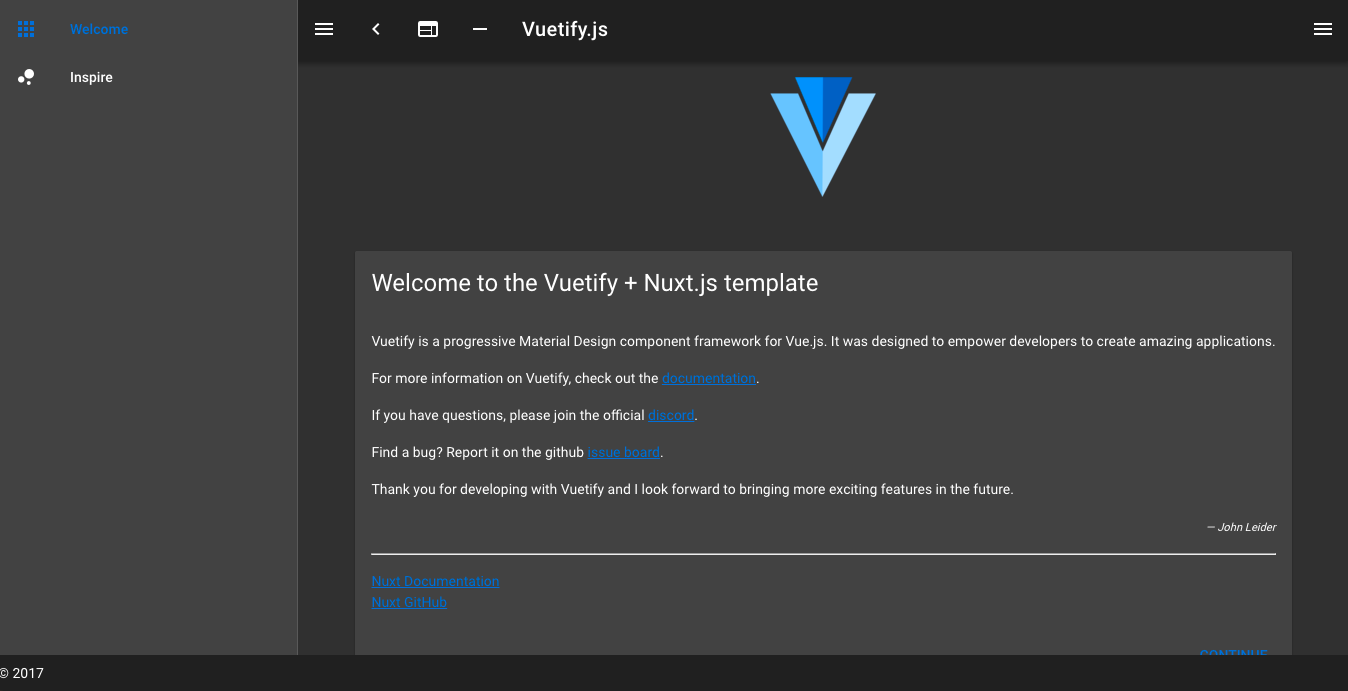 Welcome
Inspire
Vuetify.js
Welcome to the Vuetify + Nuxt.js template
Vuetify is a progressive Material Design component framework for Vue.js. It was designed to empower developers to create amazing applications.
For more information on Vuetify, check out the documentation.
If you have questions, please join the official discord.
Find a bug? Report it on the github issue board.
Thank you for developing with Vuetify and I look forward to bringing more exciting features in the future.
— John Leider
Nuxt Documentation
Nuxt GitHub
CONTINUE
© 2017